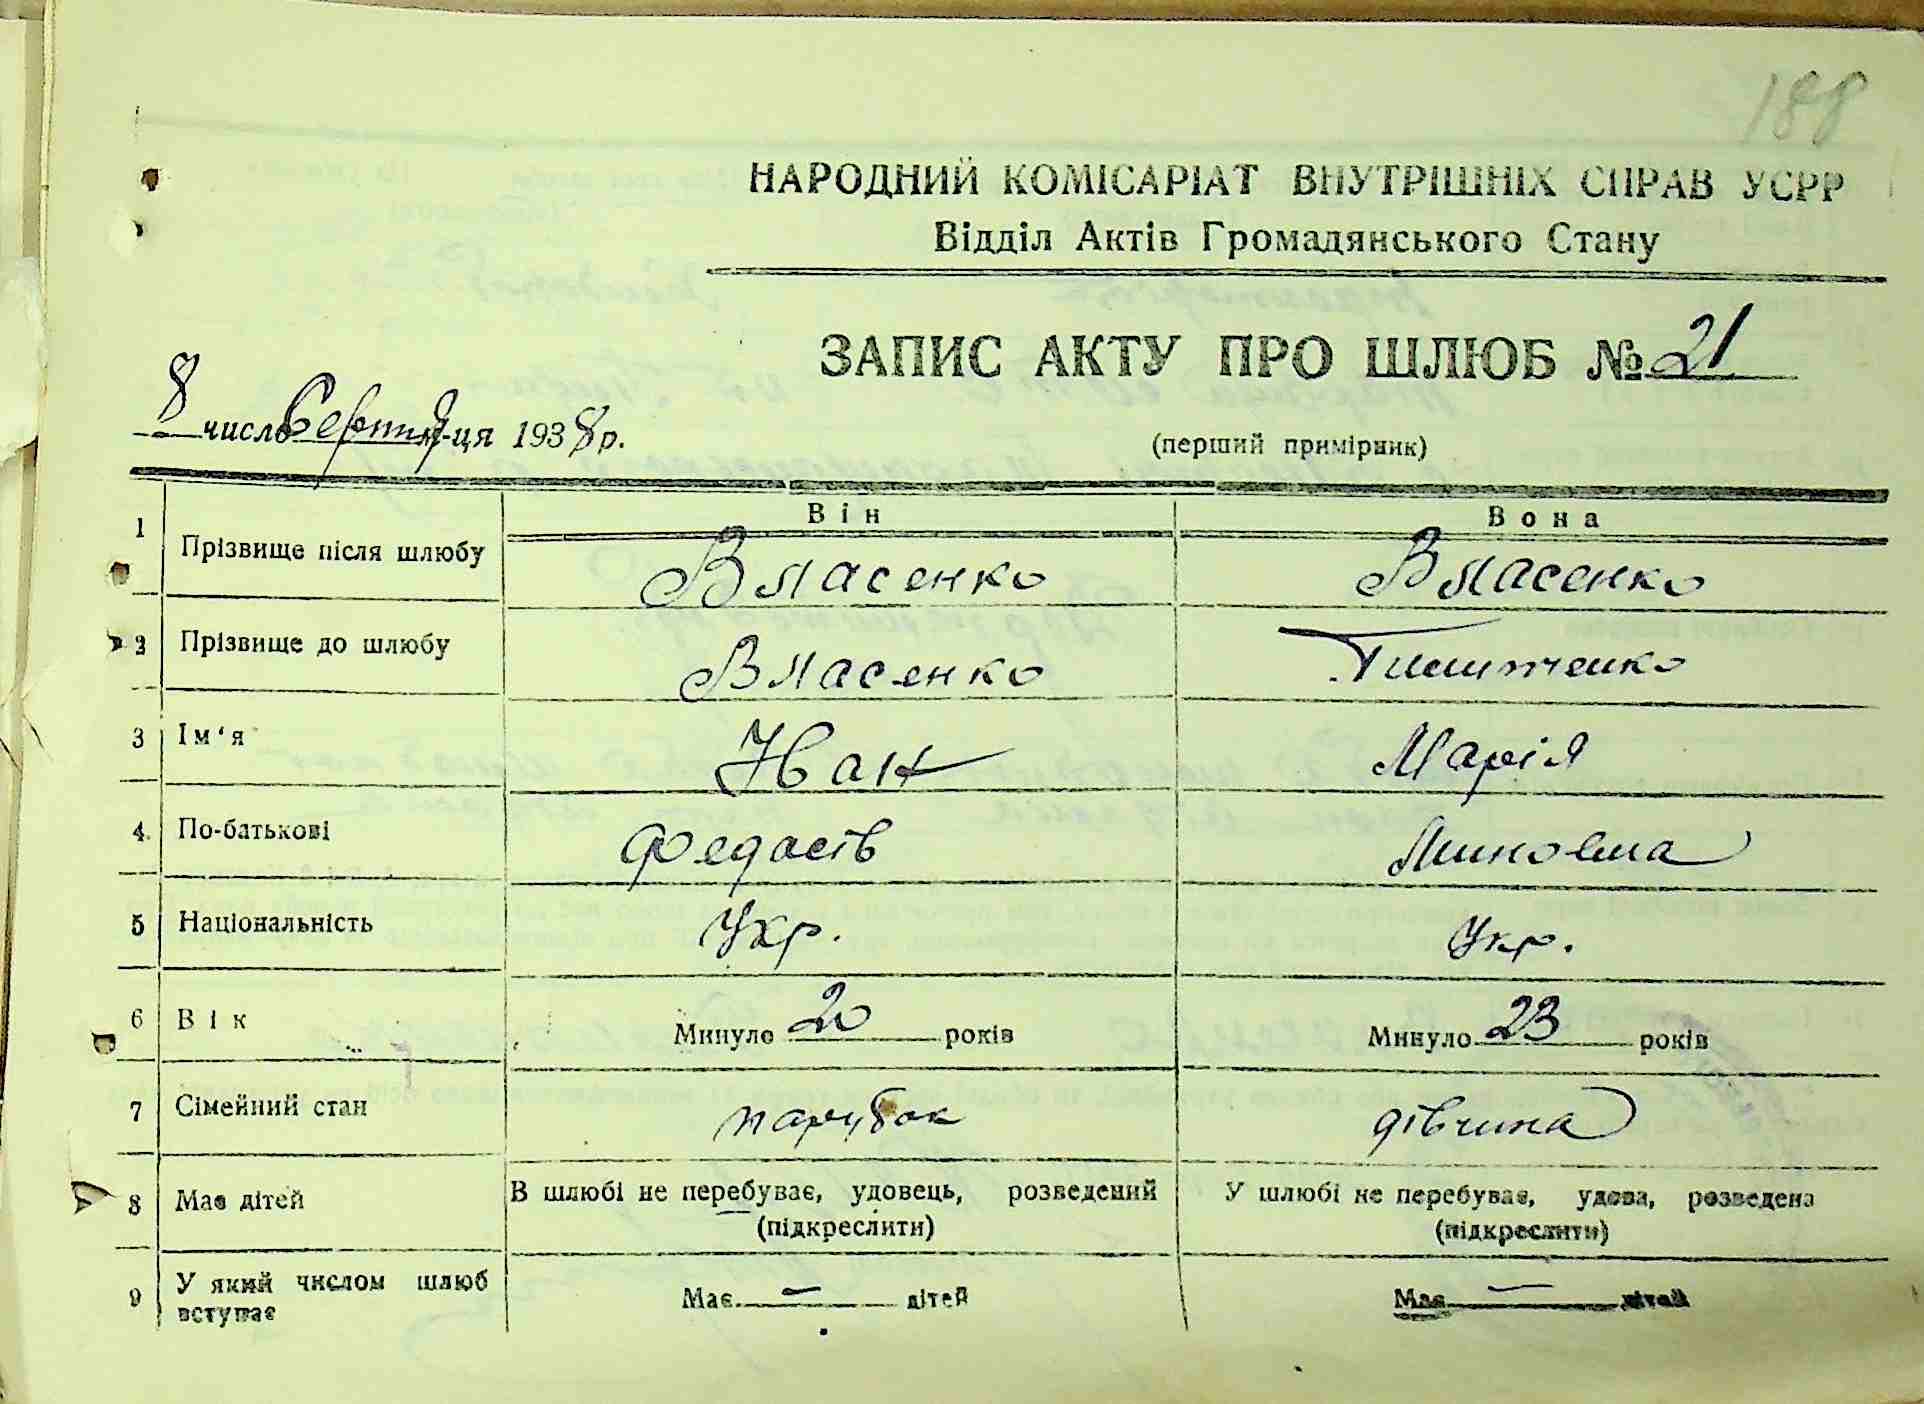 188
НАРОДНИЙ КОМІСАРІАТ ВНУТРІШНІХ СПРАВ УСРР
Відділ Актів Громадянського Стану
ЗАПИС АКТУ ПРО ШЛЮБ № 21
8 число Серпня м-ця 1938 р.
(перший примірник)
Він Вона
1 Прізвище після шлюбу Власенко Власенко
2 Прізвище до шлюбу Власенко
3 Ім'я Иван Марія
4. По-батькові Федосів
5 Національність Укр. Укр.
6 Вік Минуло 20 років Минуло 23 років
7 Сімейний стан парубок дівчина
8 Має дітей В шлюбі не перебуває, удовець, розведений У шлюбі не перебуває, удова, розведена
(підкреслити) (підкреслити)
9 У який числом шлюб Має — дітей Має — дітей
вступає